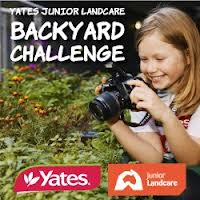 YATES JUNIOR LANDCARE
BACKYARD
CHALLENGE
Yates.
Junior
Landcare